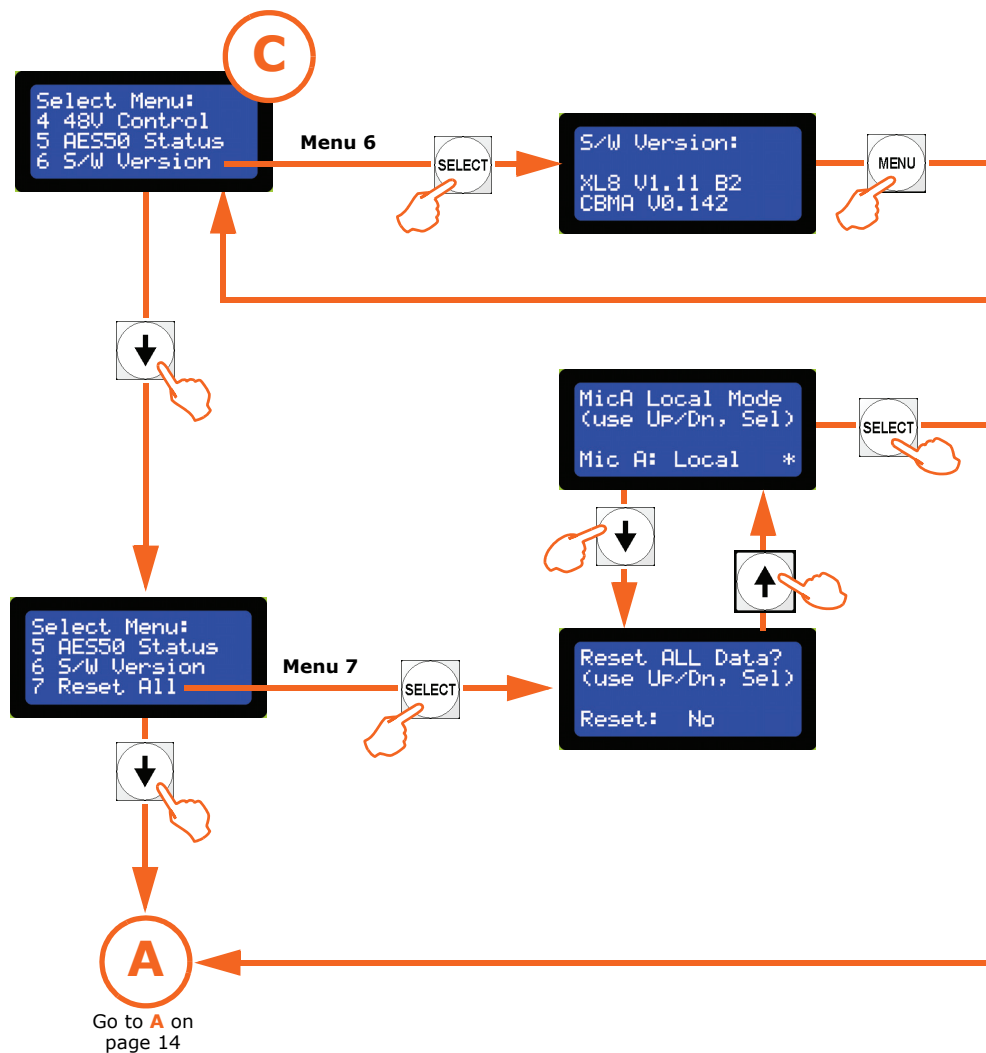 C
Select Menu:
4 48V Control
5 AES50 Status
6 S/W Version
Menu 6
SELECT
S/W Version:
XL8 V1.11 B2
CBMA V0.142
MENU
MicA Local Mode
(use Up/Dn, Sel)
Mic A: Local *
SELECT
Select Menu:
5 AES50 Status
6 S/W Version
7 Reset All
Menu 7
SELECT
Reset ALL Data?
(use Up/Dn, Sel)
Reset: No
A
Go to A on
page 14